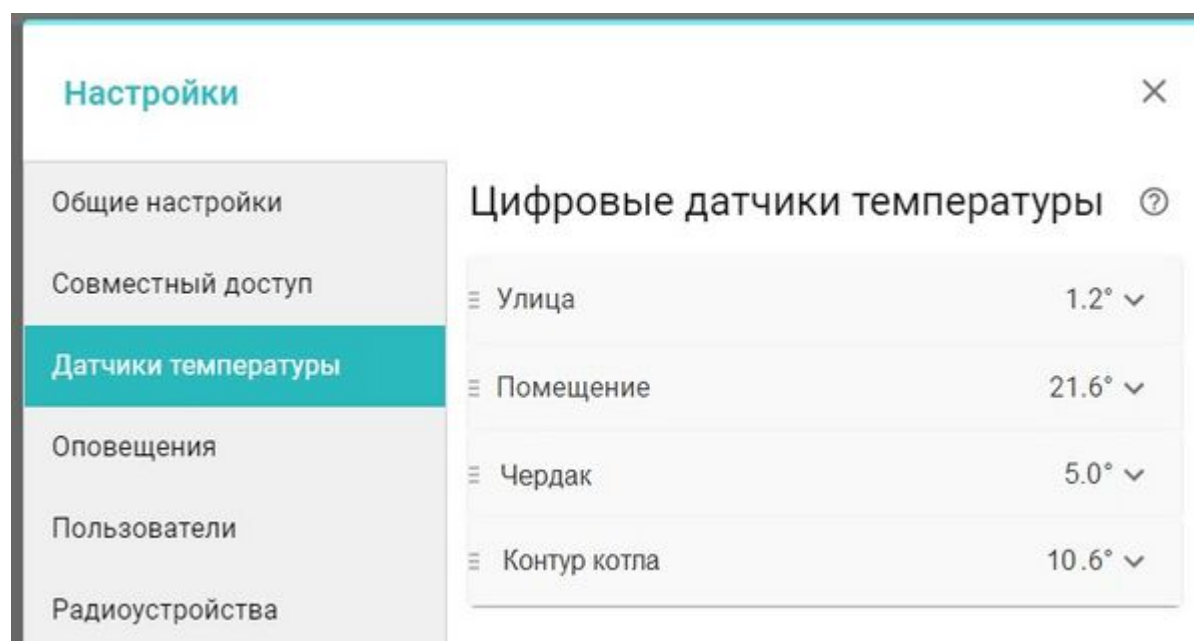 Настройки
Общие настройки
Совместный доступ
Датчики температуры
Оповещения
Пользователи
Радиоустройства
Цифровые датчики температуры
Улица 1.2°
Помещение 21.6°
Чердак 5.0°
Контур котла 10.6°